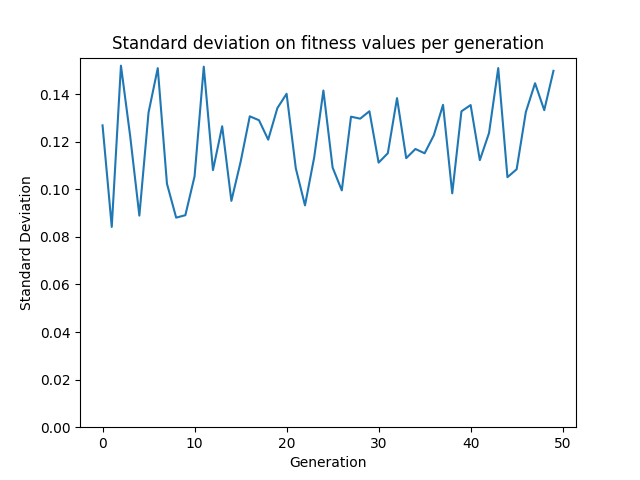 Standard deviation on fitness values per generation
0.14
0.12
0.10
0.08
0.06
0.04
0.02
0.00
Standard Deviation
0 10 20 30 40 50
Generation